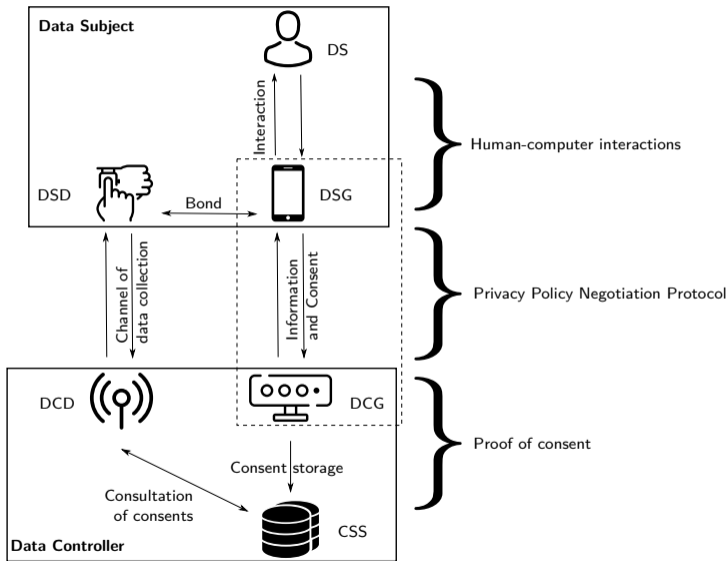 Data Subject
DS
Interaction
Human-computer interactions
DSD
DSG
Bond
Channel of
data collection
Information
and Consent
Privacy Policy Negotiation Protocol
DCD
DCG
Consent storage
Proof of consent
Consultation
of consents
CSS
Data Controller